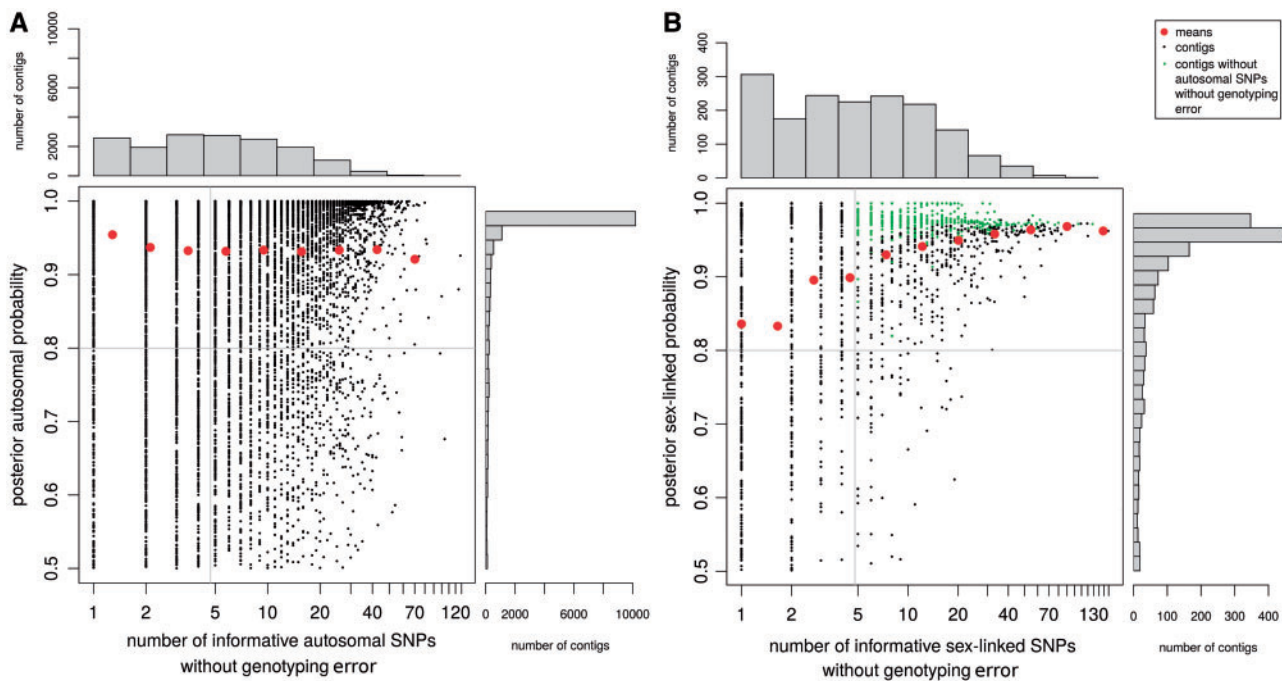 A
number of contigs
0 2000 6000 10000
posterior autosomal probability
0.5 0.6 0.7 0.8 0.9 1.0
1 2 5 10 20 40 70 120
number of informative autosomal SNPs
without genotyping error
0 2000 6000 10000
number of contigs
B
number of contigs
0 100 200 300 400
posterior sex-linked probability
0.5 0.6 0.7 0.8 0.9 1.0
1 2 5 10 20 40 70 130
number of informative sex-linked SNPs
without genotyping error
0 100 200 300 400
number of contigs
means
contigs
contigs without
autosomal SNPs
without genotyping
error